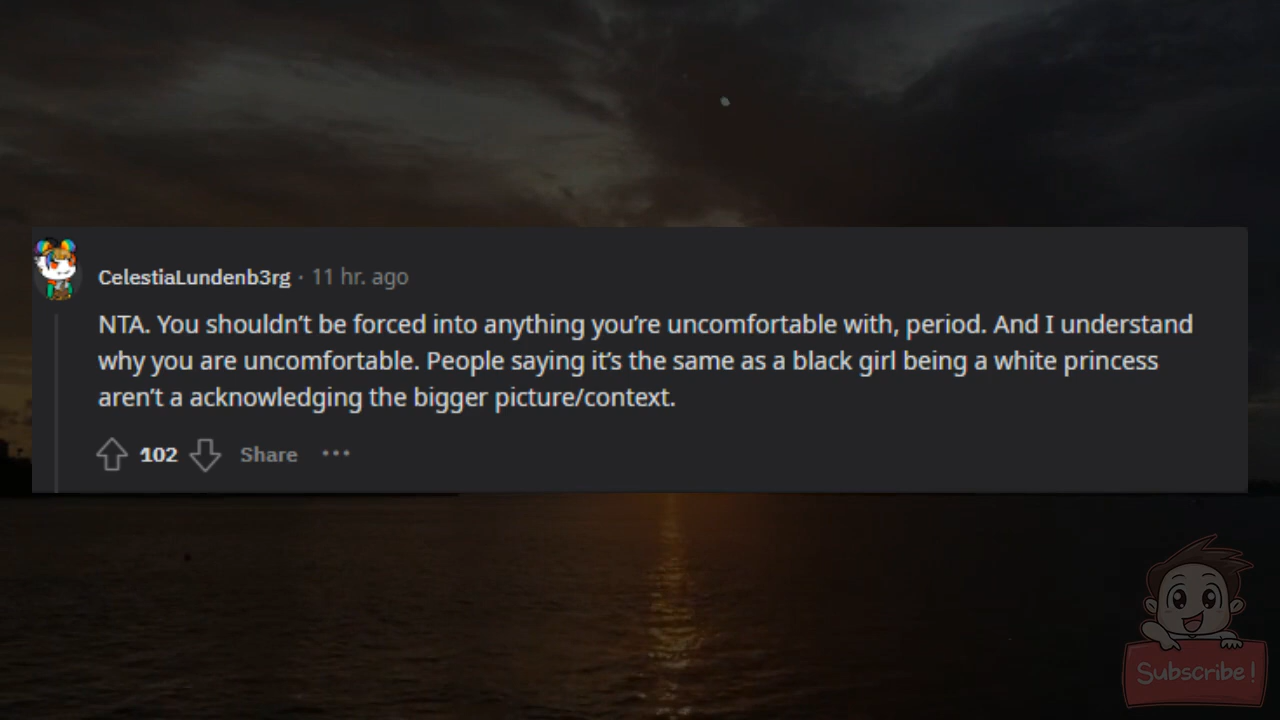 CelestiaLundenb3rg · 11 hr. ago
NTA. You shouldn’t be forced into anything you’re uncomfortable with, period. And I understand
why you are uncomfortable. People saying it’s the same as a black girl being a white princess
aren’t a acknowledging the bigger picture/context.
102 Share ···
Subscribe!